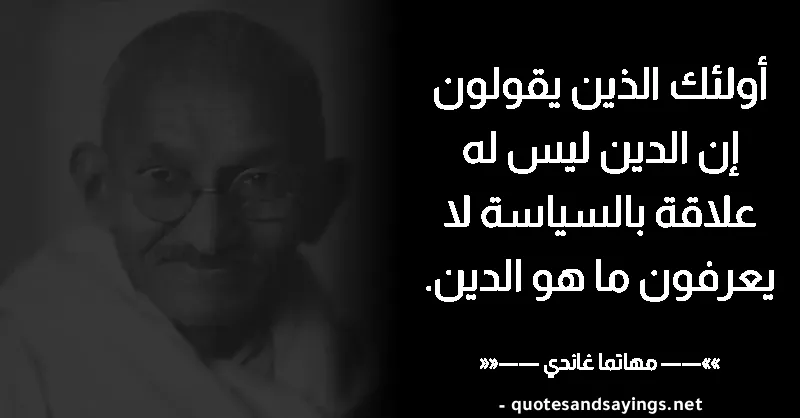 أولئك الذين يقولون
إن الدين ليس له
علاقة بالسياسة لا
يعرفون ما هو الدين.
»»—— مهاتما غاندي ——««
- quotesandsayings.net